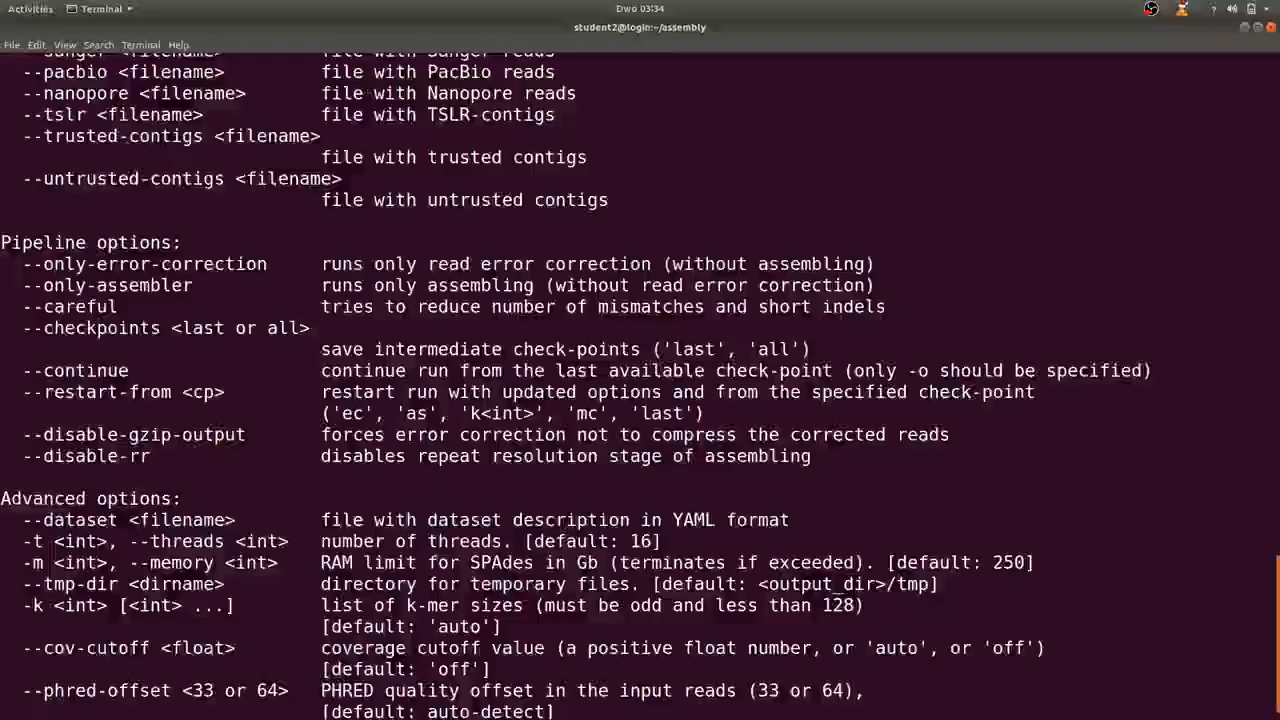 Activities Terminal Dwo 03:34
student2@login:~/assembly
File Edit View Search Terminal Help
--sanger <filename> file with Sanger reads
--pacbio <filename> file with PacBio reads
--nanopore <filename> file with Nanopore reads
--tslr <filename> file with TSLR-contigs
--trusted-contigs <filename>
file with trusted contigs
--untrusted-contigs <filename>
file with untrusted contigs
Pipeline options:
--only-error-correction runs only read error correction (without assembling)
--only-assembler runs only assembling (without read error correction)
--careful tries to reduce number of mismatches and short indels
--checkpoints <last or all>
save intermediate check-points ('last', 'all')
--continue continue run from the last available check-point (only -o should be specified)
--restart-from <cp> restart run with updated options and from the specified check-point
('ec', 'as', 'k<int>', 'mc', 'last')
--disable-gzip-output forces error correction not to compress the corrected reads
--disable-rr disables repeat resolution stage of assembling
Advanced options:
--dataset <filename> file with dataset description in YAML format
-t <int>, --threads <int> number of threads. [default: 16]
-m <int>, --memory <int> RAM limit for SPAdes in Gb (terminates if exceeded). [default: 250]
--tmp-dir <dirname> directory for temporary files. [default: <output_dir>/tmp]
-k <int> [<int> ...] list of k-mer sizes (must be odd and less than 128)
[default: 'auto']
--cov-cutoff <float> coverage cutoff value (a positive float number, or 'auto', or 'off')
[default: 'off']
--phred-offset <33 or 64> PHRED quality offset in the input reads (33 or 64),
[default: auto-detect]